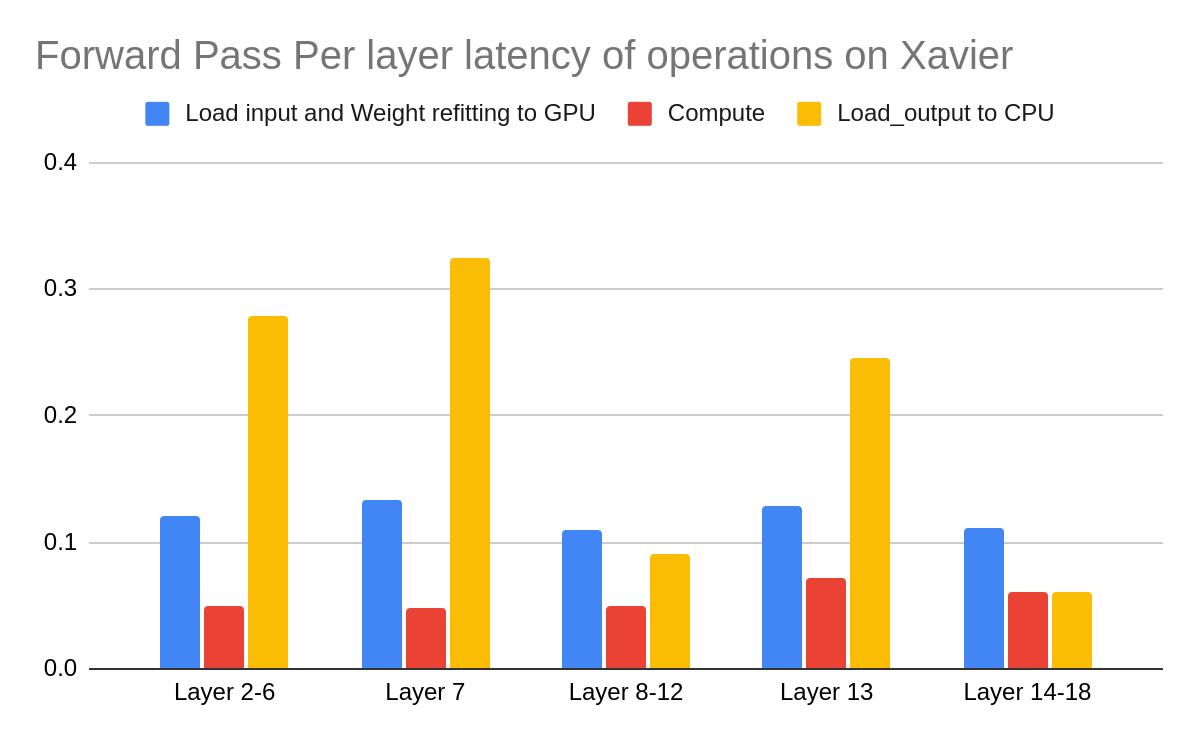 Forward Pass Per layer latency of operations on Xavier
Load input and Weight refitting to GPU Compute Load_output to CPU
0.4
0.3
0.2
0.1
0.0
Layer 2-6 Layer 7 Layer 8-12 Layer 13 Layer 14-18